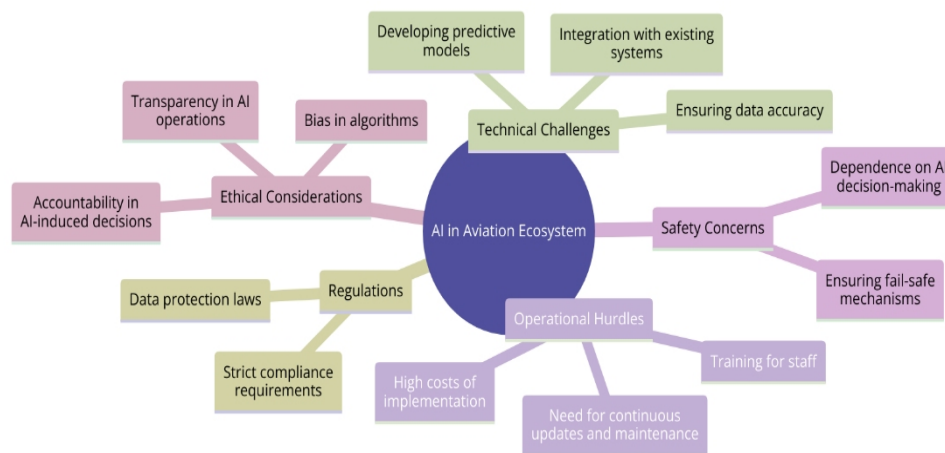 Developing predictive
models
Integration with existing
systems
Ensuring data accuracy
Technical Challenges
Transparency in AI
operations
Bias in algorithms
Accountability in
AI-induced decisions
Ethical Considerations
AI in Aviation Ecosystem
Dependence on AI
decision-making
Safety Concerns
Ensuring fail-safe
mechanisms
Data protection laws
Regulations
Strict compliance
requirements
Operational Hurdles
High costs of
implementation
Need for continuous
updates and maintenance
Training for staff